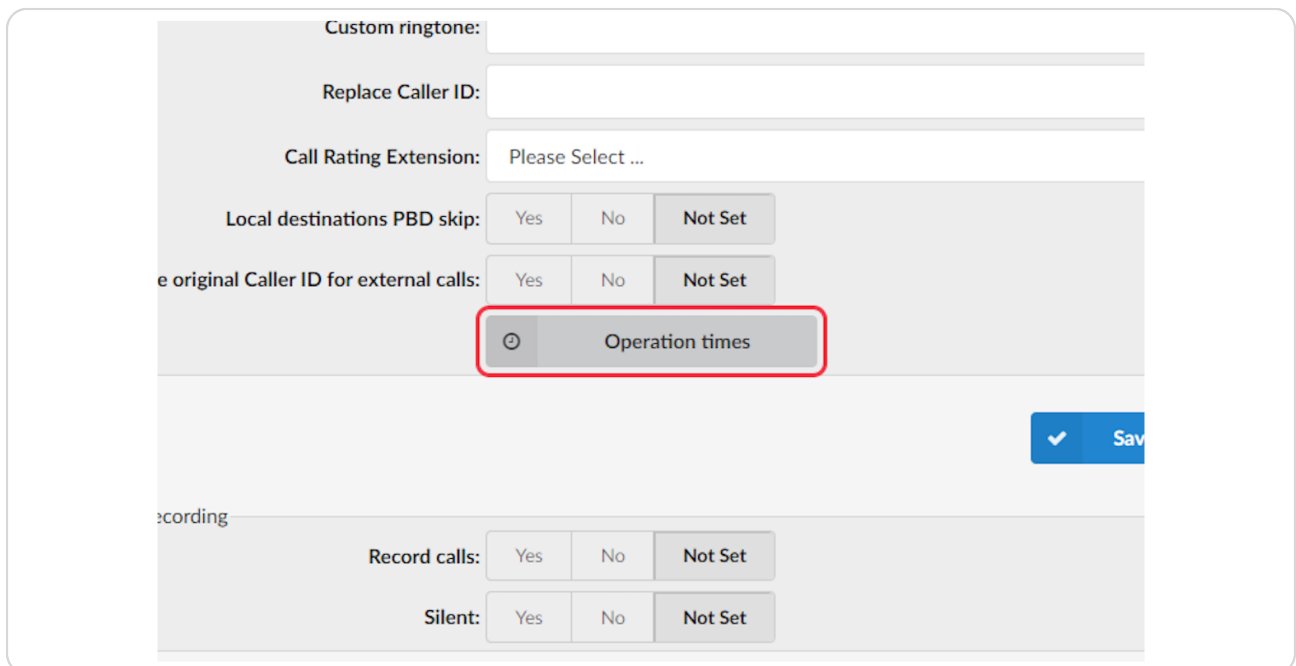 Custom ringtone:
Replace Caller ID:
Call Rating Extension: Please Select ...
Local destinations PBD skip: Yes No Not Set
e original Caller ID for external calls: Yes No Not Set
Operation times
Sav
ecording
Record calls: Yes No Not Set
Silent: Yes No Not Set